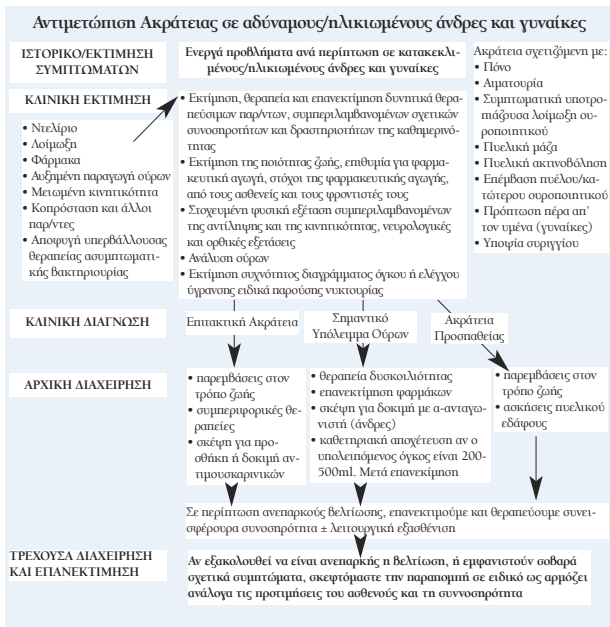 Αντιμετώπιση Ακράτειας σε αδύναμους/ηλικιωμένους άνδρες και γυναίκες
ΙΣΤΟΡΙΚΟ/ΕΚΤΙΜΗΣΗ
ΣΥΜΠΤΩΜΑΤΩΝ
Ενεργά προβλήματα ανά περίπτωση σε κατακεκλι-
μένους/ηλικιωμένους άνδρες και γυναίκες
Ακράτεια σχετιζόμενη με:
• Πόνο
• Αιματουρία
• Συμπτωματική υποτρο-
πιάζουσα λοίμωξη ου-
ροποιητικού
• Πυελική μάζα
• Πυελική ακτινοβόληση
• Επέμβαση πυέλου/κα-
τώτερου ουροποιητικού
• Πρόπτωση πέρα απ'
τον υμένα (γυναίκες)
• Υποψία συριγγίου
ΚΛΙΝΙΚΗ ΕΚΤΙΜΗΣΗ
• Ντελίριο
• Λοίμωξη
• Φάρμακα
• Αυξημένη παραγωγή ούρων
• Μειωμένη κινητικότητα
• Κοπρόσταση και άλλοι
παρ/ντες
• Αποφυγή υπερβάλλουσας
θεραπείας ασυμπτωματι-
κής βακτηριουρίας
• Εκτίμηση, θεραπεία και επανεκτίμηση δυνητικά θερα-
πεύσιμων παρ/ντων, συμπεριλαμβανομένων σχετικών
συνοσηροτήτων και δραστηριοτήτων της καθημερινό-
τητας
• Εκτίμηση της ποιότητας ζωής, επιθυμία για φαρμα-
κευτική αγωγή, στόχοι της φαρμακευτικής αγωγής,
από τους ασθενείς και τους φροντιστές τους
• Στοχευμένη φυσική εξέταση συμπεριλαμβανομένων
της αντίληψης και της κινητικότητας, νευρολογικές
και ορθικές εξετάσεις
• Ανάλυση ούρων
• Εκτίμηση συχνότητος διαγράμματος όγκου ή ελέγχου
ύγρανσης ειδικά παρούσης νυκτουρίας
ΚΛΙΝΙΚΗ ΔΙΑΓΝΩΣΗ
Επιτακτική Ακράτεια
Σημαντικό
Υπόλειμμα Ούρων
Ακράτεια
Προσπαθείας
ΑΡΧΙΚΗ ΔΙΑΧΕΙΡΗΣΗ
• παρεμβάσεις στον
τρόπο ζωής
• συμπεριφορικές θε-
ραπείες
• σκέψη για προ-
σθήκη ή δοκιμή αν-
τιμουσκαρινικών
• θεραπεία δυσκοιλιότητας
• επανεκτίμηση φαρμάκων
• σκέψη για δοκιμή με α-ανταγω-
νιστή (άνδρες)
• καθετηριακή αποχέτευση αν ο
υπολειπόμενος όγκος είναι 200-
500ml. Μετά επανεκίμηση
• παρεμβάσεις στον
τρόπο ζωής
• ασκήσεις πυελικού
εδάφους
Σε περίπτωση ανεπαρκούς βελτίωσης, επανεκτιμούμε και θεραπεύουμε συνει-
σφέρουρα συνοσηρότητα ± λειτουργική εξασθένιση
ΤΡΕΧΟΥΣΑ ΔΙΑΧΕΙΡΗΣΗ
ΚΑΙ ΕΠΑΝΕΚΤΙΜΗΣΗ
Αν εξακολουθεί να είναι ανεπαρκής η βελτίωση, ή εμφανιστούν σοβαρά
σχετικά συμπτώματα, σκεφτόμαστε την παραπομπή σε ειδικό ως αρμόζει
ανάλογα τις προτιμήσεις του ασθενούς και τη συννοσηρότητα